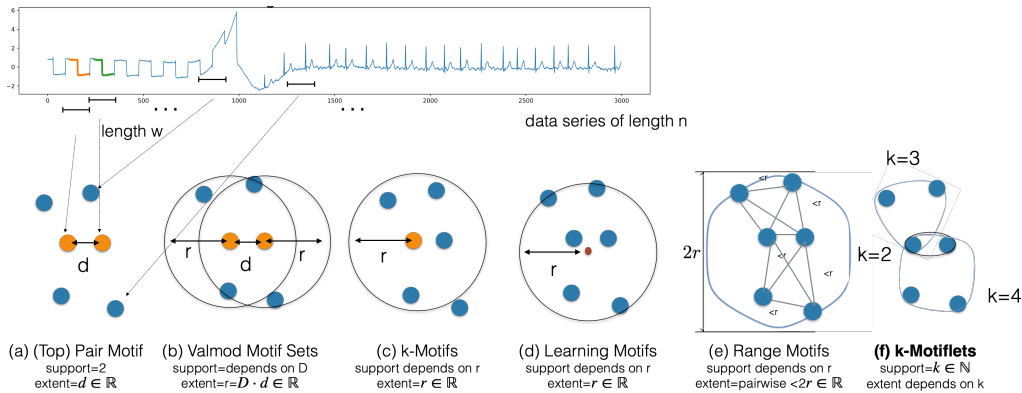 6
4
2
0
−2
0
500
1000
1500
2000
2500
3000
length w
data series of length n
d
r
d
r
r
r
2r
<r
<r
<r
<r
<r
k=3
k=2
k=4
(a) (Top) Pair Motif
support=2
extent=d ∈ ℝ
(b) Valmod Motif Sets
support=depends on D
extent=r=D · d ∈ ℝ
(c) k-Motifs
support depends on r
extent=r ∈ ℝ
(d) Learning Motifs
support depends on r
extent=r ∈ ℝ
(e) Range Motifs
support depends on r
extent=pairwise <2r ∈ ℝ
(f) k-Motiflets
support=k ∈ ℕ
extent depends on k